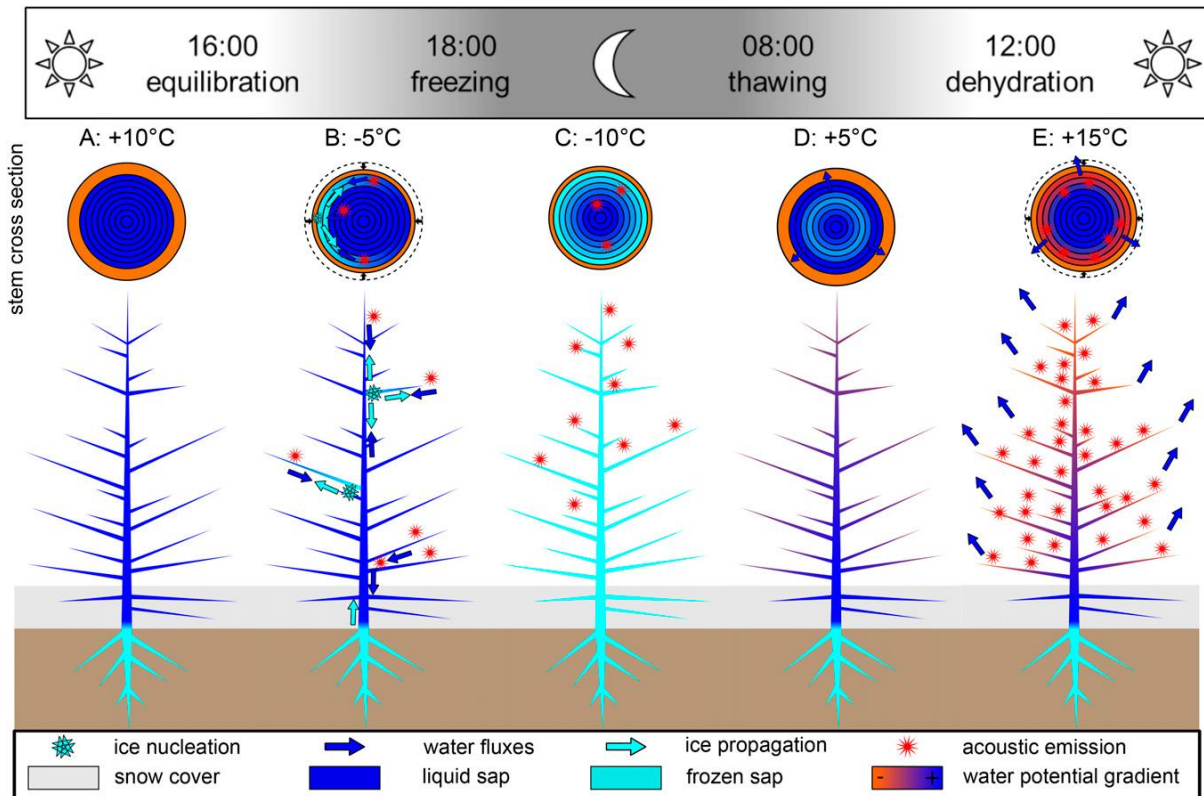 16:00 18:00 08:00 12:00
equilibration freezing thawing dehydration
A: +10°C B: -5°C C: -10°C D: +5°C E: +15°C
stem cross section
ice nucleation water fluxes ice propagation acoustic emission
snow cover liquid sap frozen sap - + water potential gradient